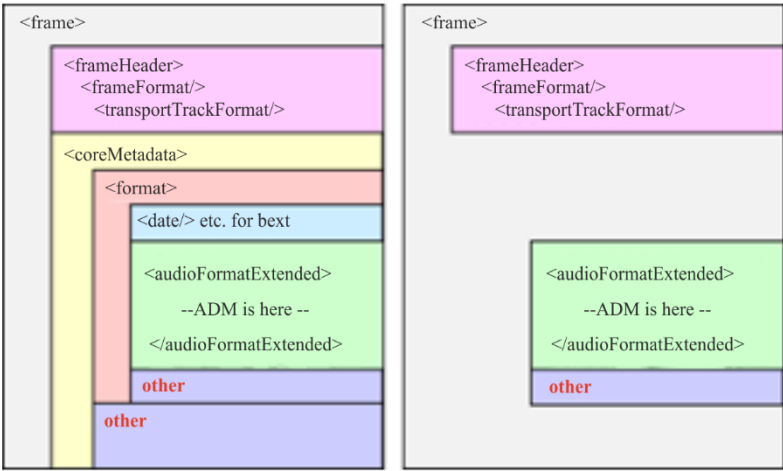 <frame>
<frameHeader>
<frameFormat/>
<transportTrackFormat/>
<coreMetadata>
<format>
<date/> etc. for bext
<audioFormatExtended>
--ADM is here --
</audioFormatExtended>
other
other
<frame>
<frameHeader>
<frameFormat/>
<transportTrackFormat/>
<audioFormatExtended>
--ADM is here --
</audioFormatExtended>
other